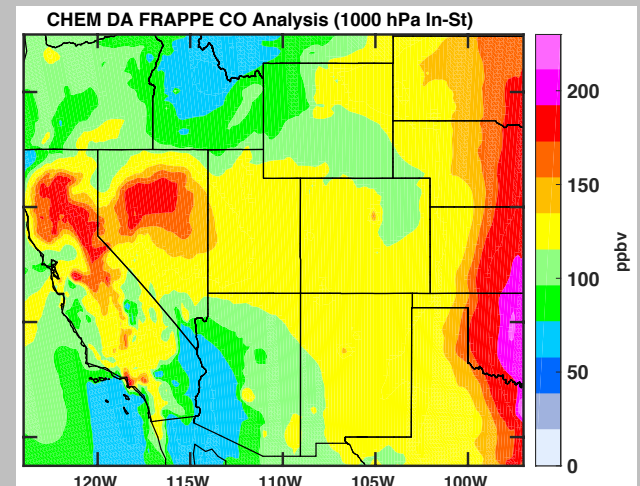 CHEM DA FRAPPE CO Analysis (1000 hPa In-St)
200
150
100
50
0
ppbv
120W 115W 110W 105W 100W